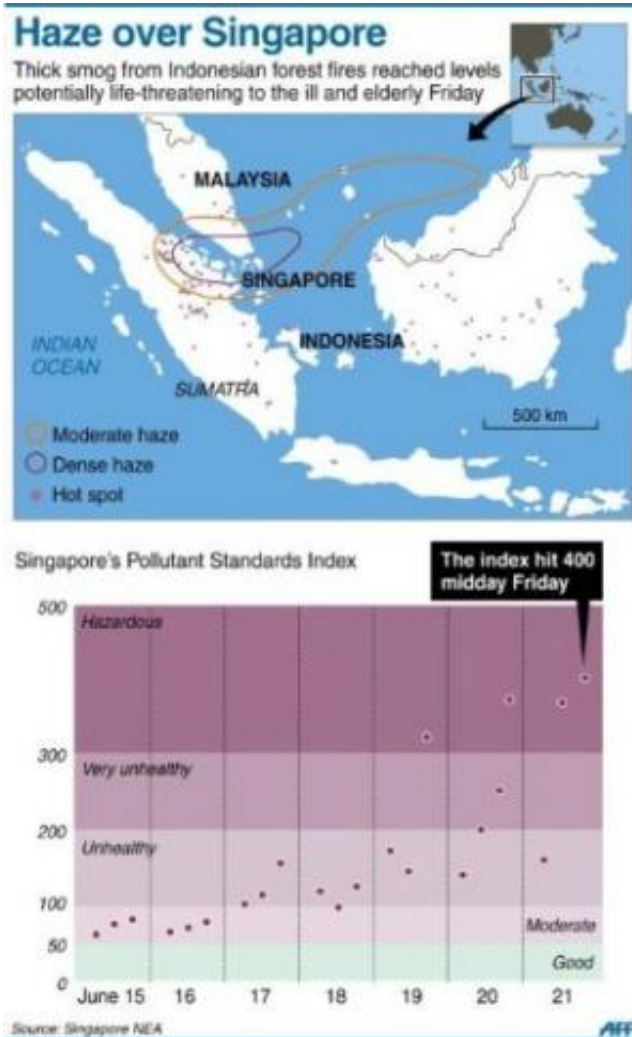 Haze over Singapore
Thick smog from Indonesian forest fires reached levels
potentially life-threatening to the ill and elderly Friday
MALAYSIA
SINGAPORE
INDONESIA
INDIAN
OCEAN
SUMATRA
500 km
Moderate haze
Dense haze
Hot spot
Singapore's Pollutant Standards Index
The index hit 400
midday Friday
500
Hazardous
300
Very unhealthy
200
Unhealthy
100
Moderate
50
Good
0
June 15 16 17 18 19 20 21
Source: Singapore NEA
AFP